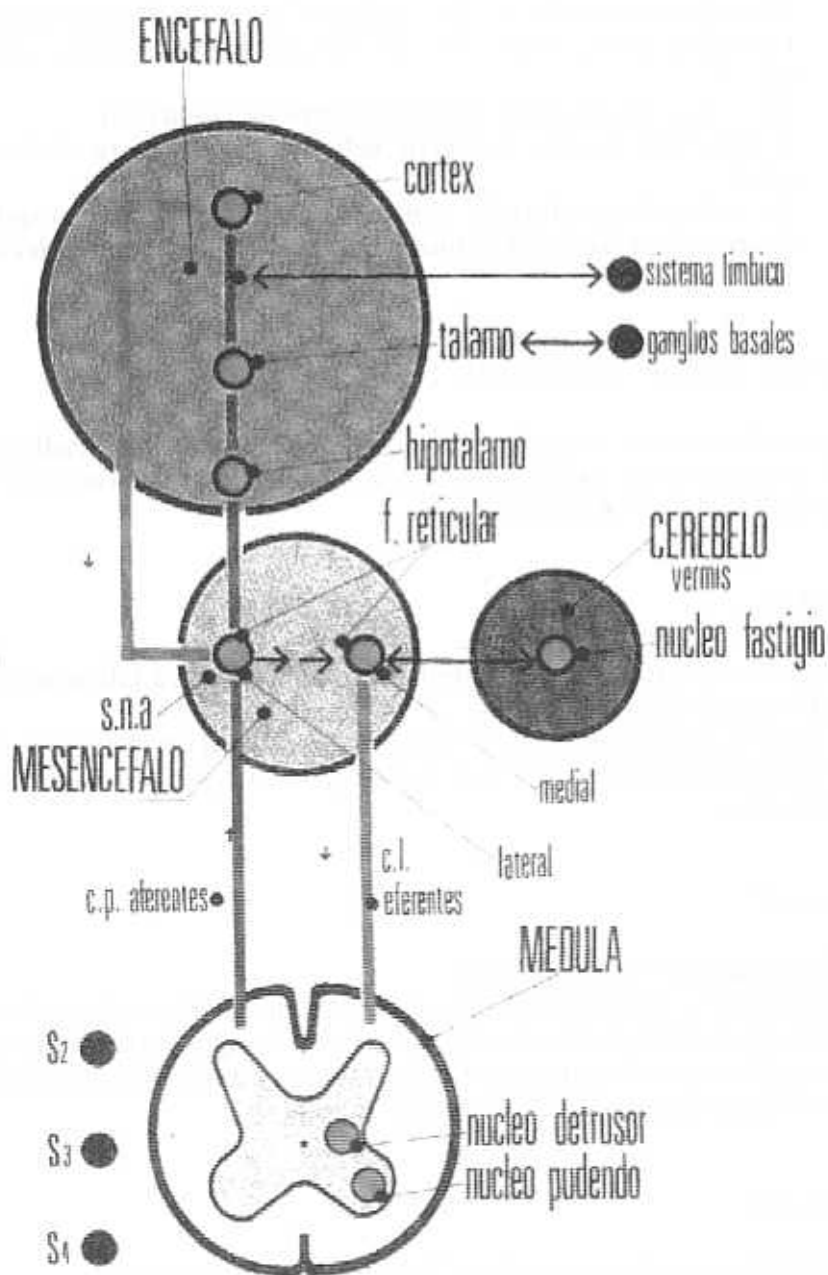 ENCEFALO
cortex
sistema limbico
talamo
ganglios basales
hipotalamo
f. reticular
CEREBELO
vermis
nucleo fastigio
s.n.a
MESENCEFALO
medial
lateral
c.p. aferentes
c.l.
eferentes
MEDULA
S2
S3
nucleo detrusor
nucleo pudendo
S4